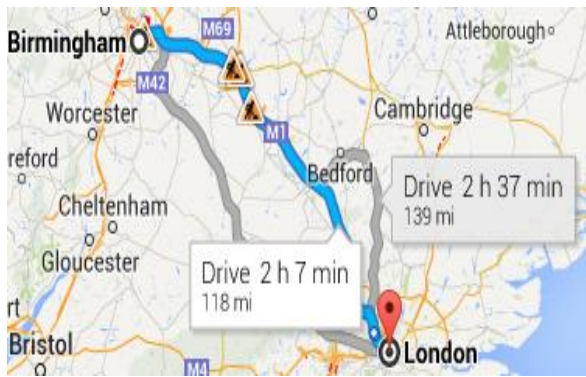 M69
Attleborough
Birmingham
M42
Worcester
Cambridge
M1
reford
Bedford
Drive 2 h 37 min
139 mi
Cheltenham
Gloucester
Drive 2 h 7 min
118 mi
rt
Bristol
M4
London